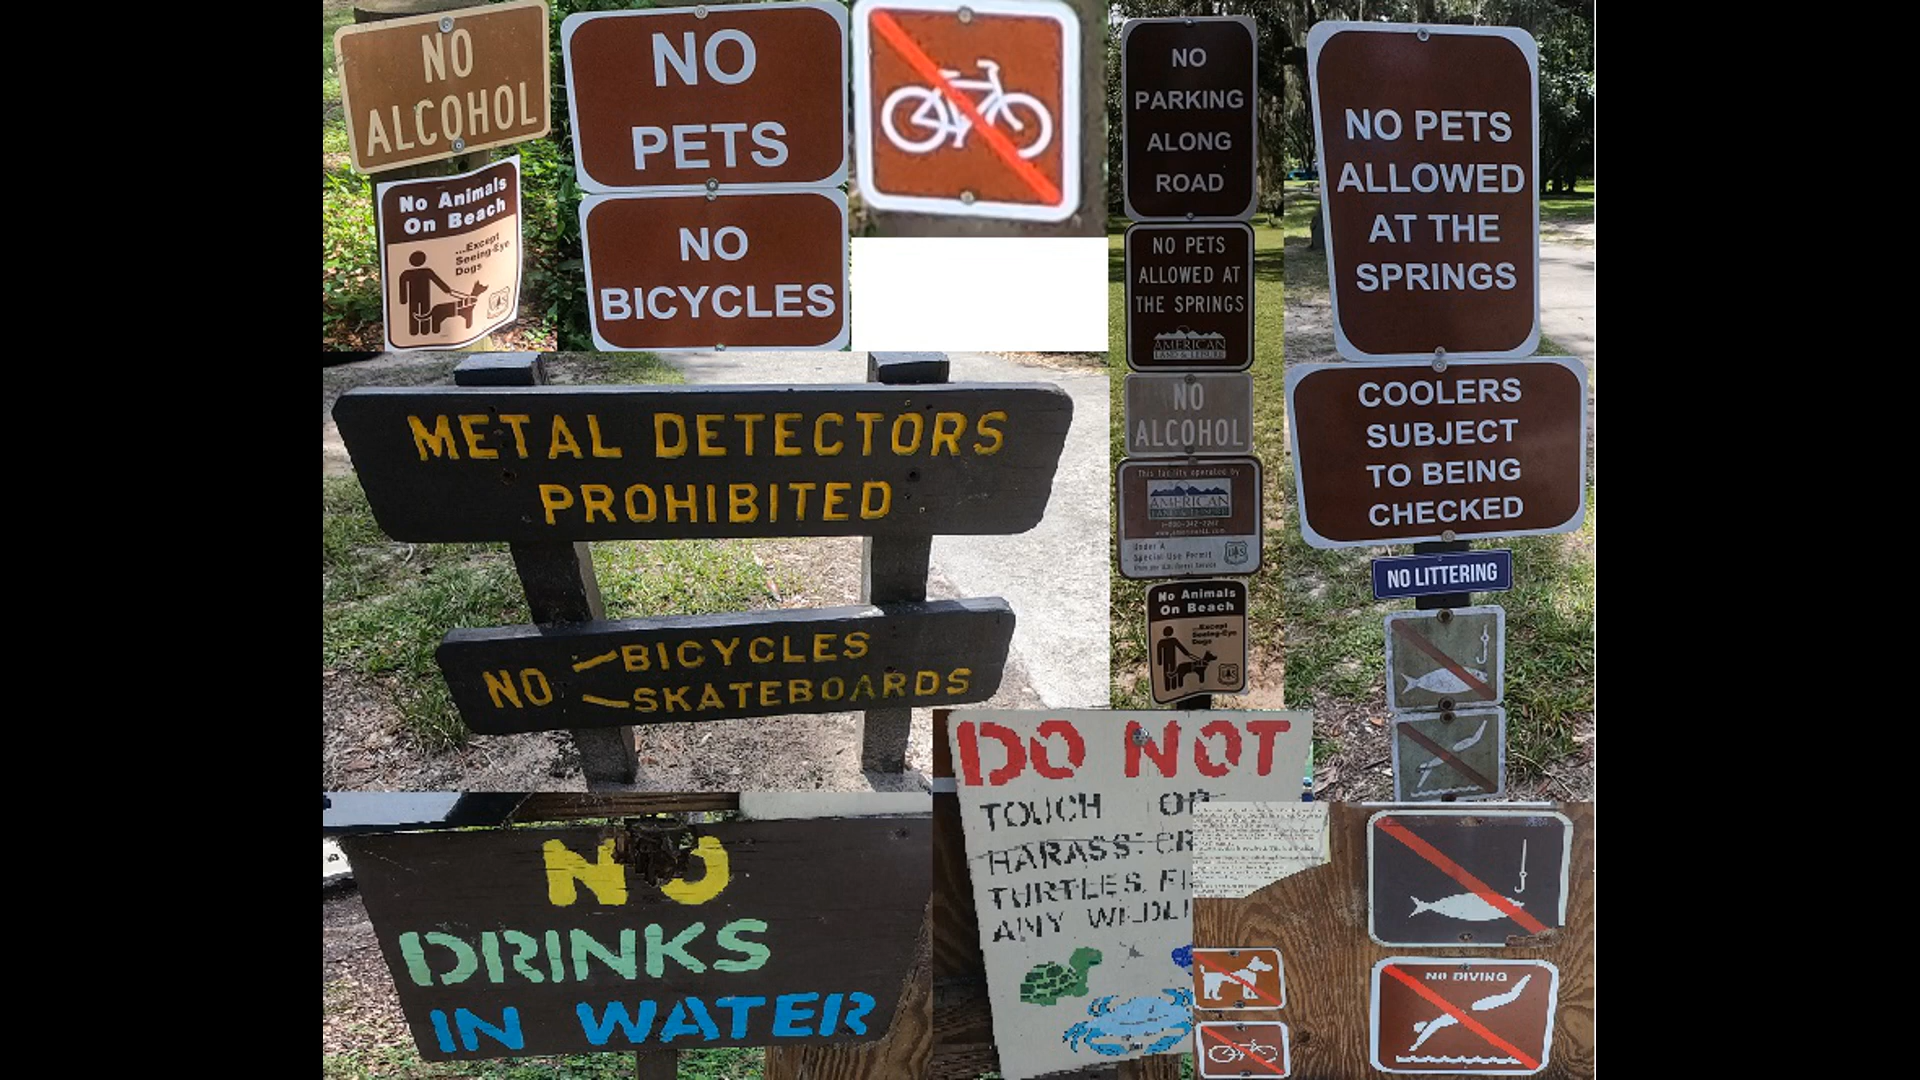 NO
ALCOHOL
No Animals
On Beach
...Except
Seeing-Eye
Dogs
NO
PETS
NO
BICYCLES
NO
PARKING
ALONG
ROAD
NO PETS
ALLOWED AT
THE SPRINGS
AMERICAN
LAND & LEISURE
NO
ALCOHOL
This facility operated by
AMERICAN
LAND & LEISURE
Under A
Special Use Permit
No Animals
On Beach
...Except
Seeing-Eye
Dogs
NO PETS
ALLOWED
AT THE
SPRINGS
COOLERS
SUBJECT
TO BEING
CHECKED
NO LITTERING
METAL DETECTORS
PROHIBITED
NO BICYCLES
SKATEBOARDS
NO
DRINKS
IN WATER
DO NOT
TOUCH OR
HARASS
TURTLES,
ANY
NO DIVING